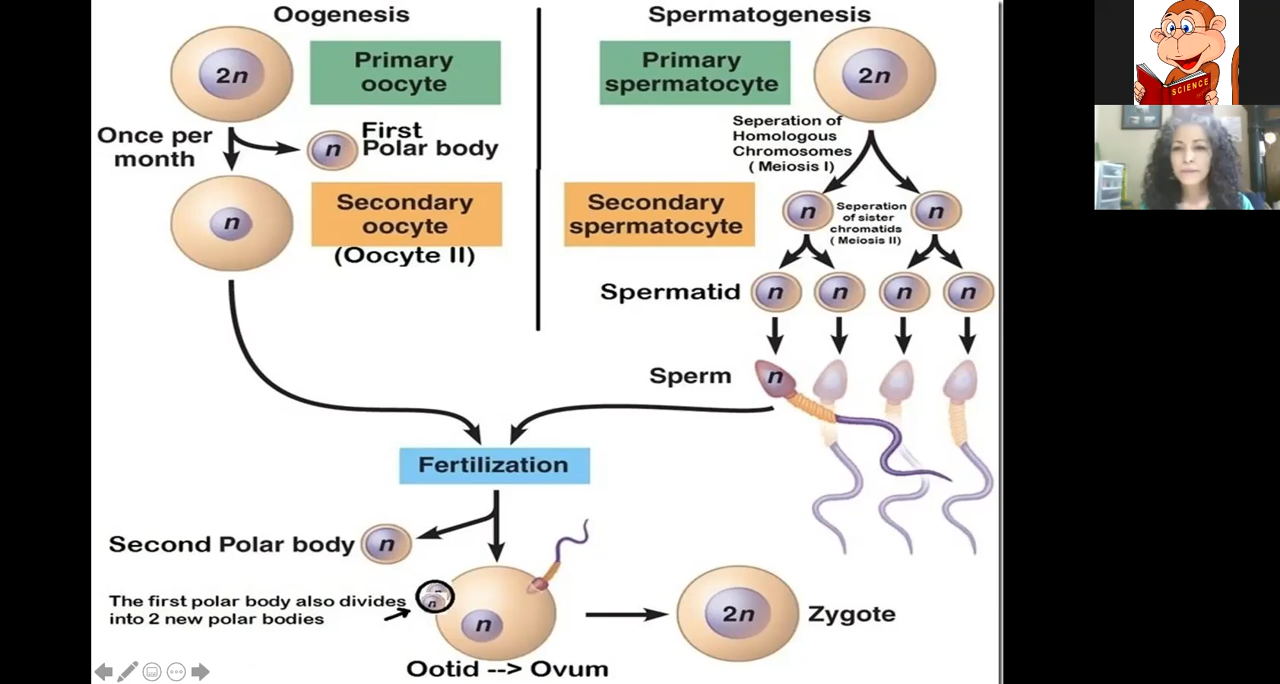 Oogenesis
Spermatogenesis
2n
Primary
oocyte
Primary
spermatocyte
2n
Once per
month
n
First
Polar body
Seperation of
Homologous
Chromosomes
( Meiosis I )
n
Secondary
oocyte
(Oocyte II)
Secondary
spermatocyte
n
Seperation
of sister
chromatids
( Meiosis II )
n
Spermatid
n
n
n
n
Sperm
n
Fertilization
Second Polar body
n
The first polar body also divides
into 2 new polar bodies
n
n
2n
Zygote
Ootid --> Ovum
SCIENCE